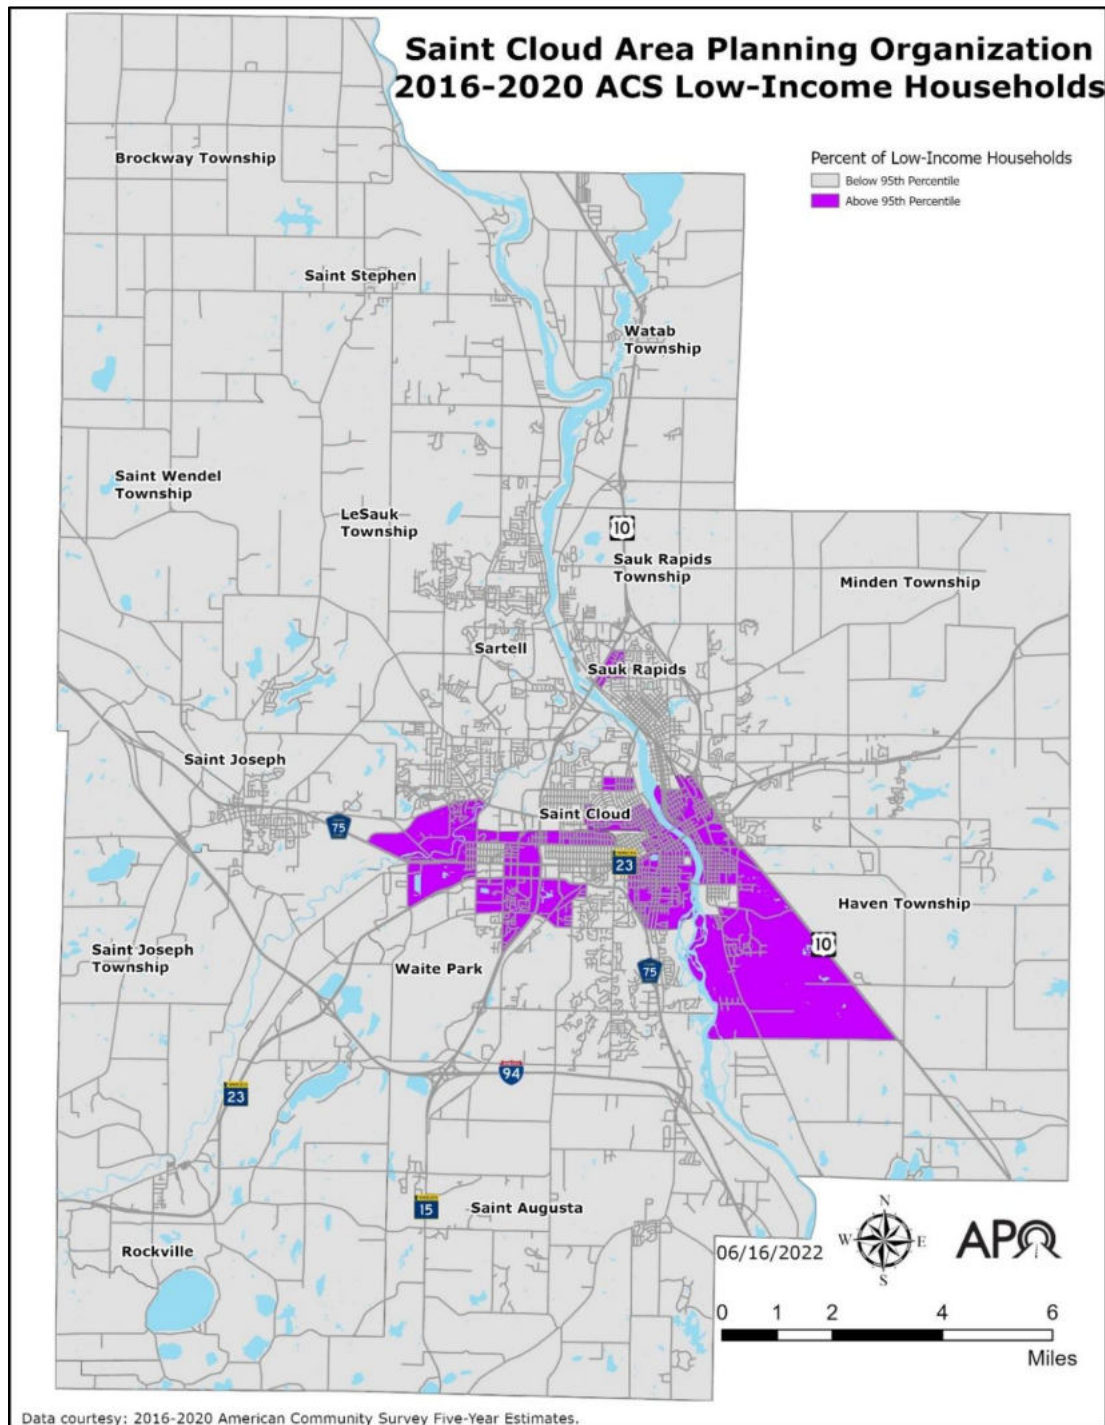 Saint Cloud Area Planning Organization
2016-2020 ACS Low-Income Households
Percent of Low-Income Households
Below 95th Percentile
Above 95th Percentile
Brockway Township
Saint Stephen
Watab
Township
Saint Wendel
Township
LeSauk
Township
10
Sauk Rapids
Township
Minden Township
Sartell
Sauk Rapids
Saint Joseph
75
Saint Cloud
23
Haven Township
10
Saint Joseph
Township
Waite Park
75
94
23
15
Saint Augusta
Rockville
06/16/2022
N
W
E
S
APO
0 1 2 4 6
Miles
Data courtesy: 2016-2020 American Community Survey Five-Year Estimates.